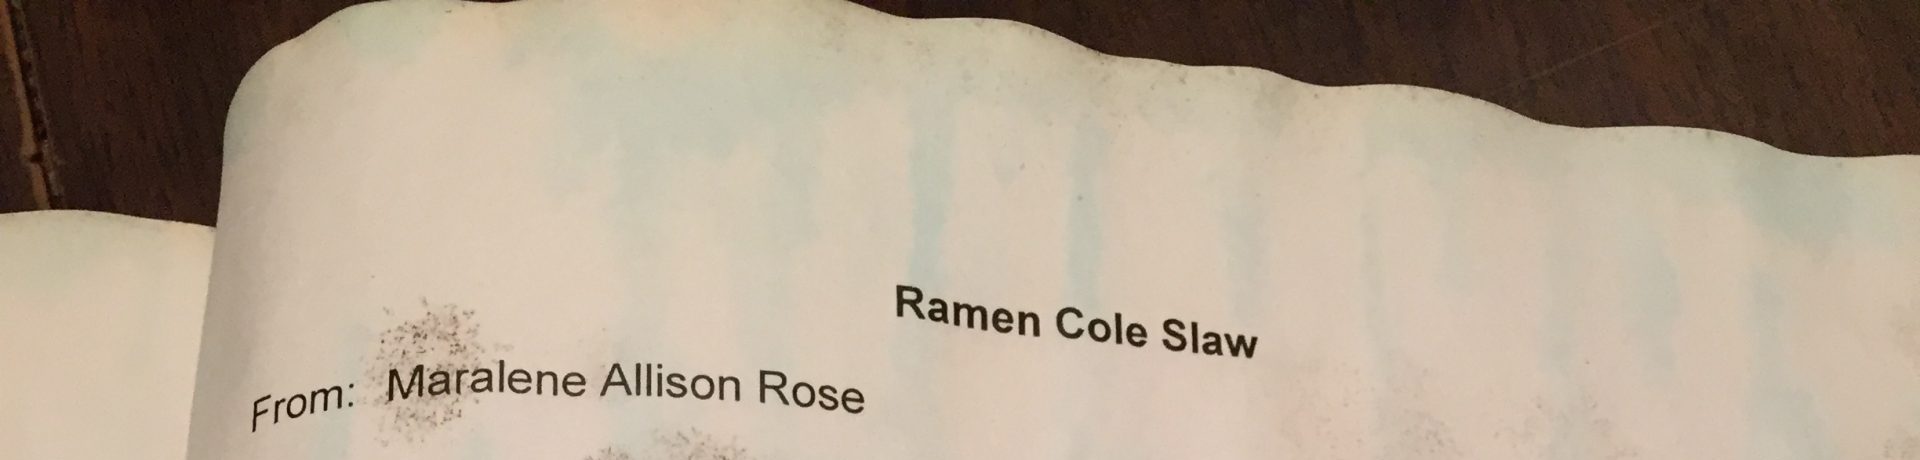 Ramen Cole Slaw
From: Maralene Allison Rose